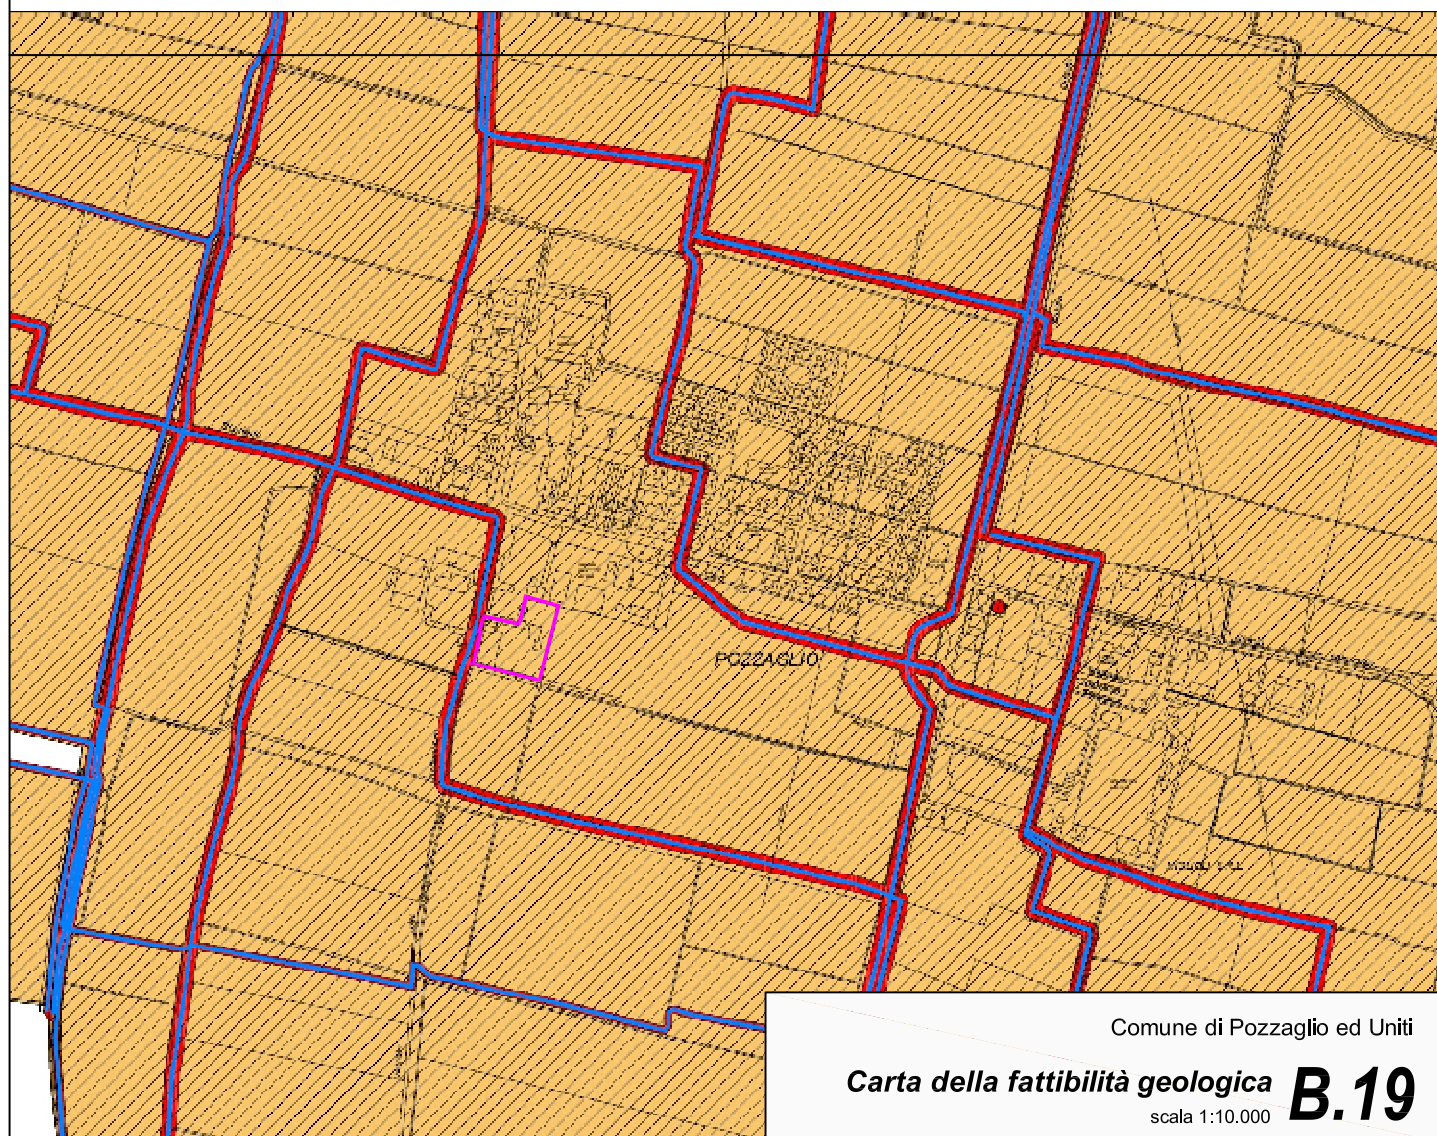 POZZAGLIO
Comune di Pozzaglio ed Uniti
Carta della fattibilità geologica B.19
scala 1:10.000